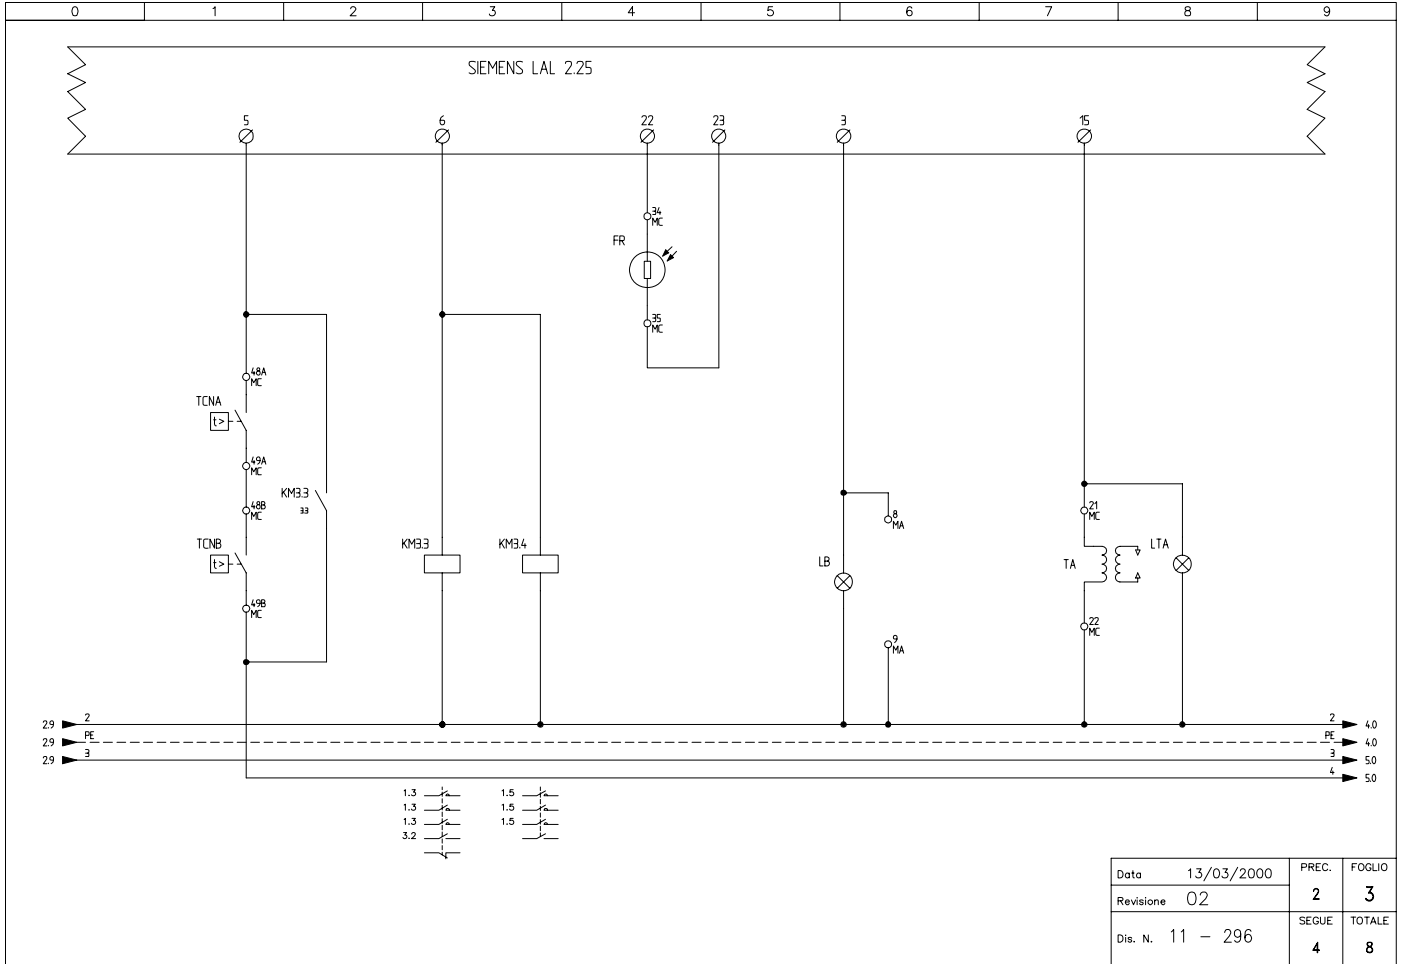 0 1 2 3 4 5 6 7 8 9
SIEMENS LAL 2.25
5 6 22 23 3 15
34
MC
FR
35
MC
48A
MC
TCNA
t>
49A
MC
KM3.3
3.3
48B
MC
TCNB
t>
49B
MC
KM3.3
KM3.4
8
MA
LB
9
MA
21
MC
TA
LTA
22
MC
2.9 2 2 4.0
2.9 PE PE 4.0
2.9 3 3 5.0
4 5.0
1.3 1.5
1.3 1.5
1.3 1.5
3.2
Data 13/03/2000 PREC. FOGLIO
Revisione 02 2 3
Dis. N. 11 - 296 SEGUE TOTALE
4 8